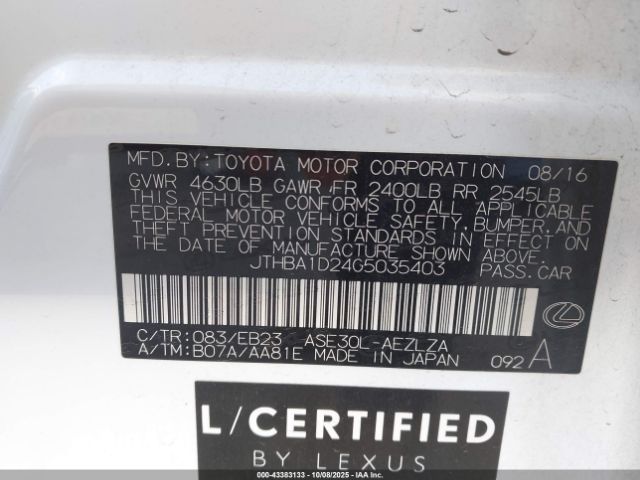 MFD. BY: TOYOTA MOTOR CORPORATION 08/16
GVWR 4630LB GAWR FR 2400LB RR 2545LB
THIS VEHICLE CONFORMS TO ALL APPLICABLE
FEDERAL MOTOR VEHICLE SAFETY, BUMPER, AND
THEFT PREVENTION STANDARDS IN EFFECT ON
THE DATE OF MANUFACTURE SHOWN ABOVE.
JTHBA1D24G5035403 PASS. CAR
C/TR: 083/EB23 ASE30L-AEZLZA
A/TM: B07A/AA81E MADE IN JAPAN 092 A
L/CERTIFIED
BY LEXUS
000-43383133 - 10/08/2025 - IAAI